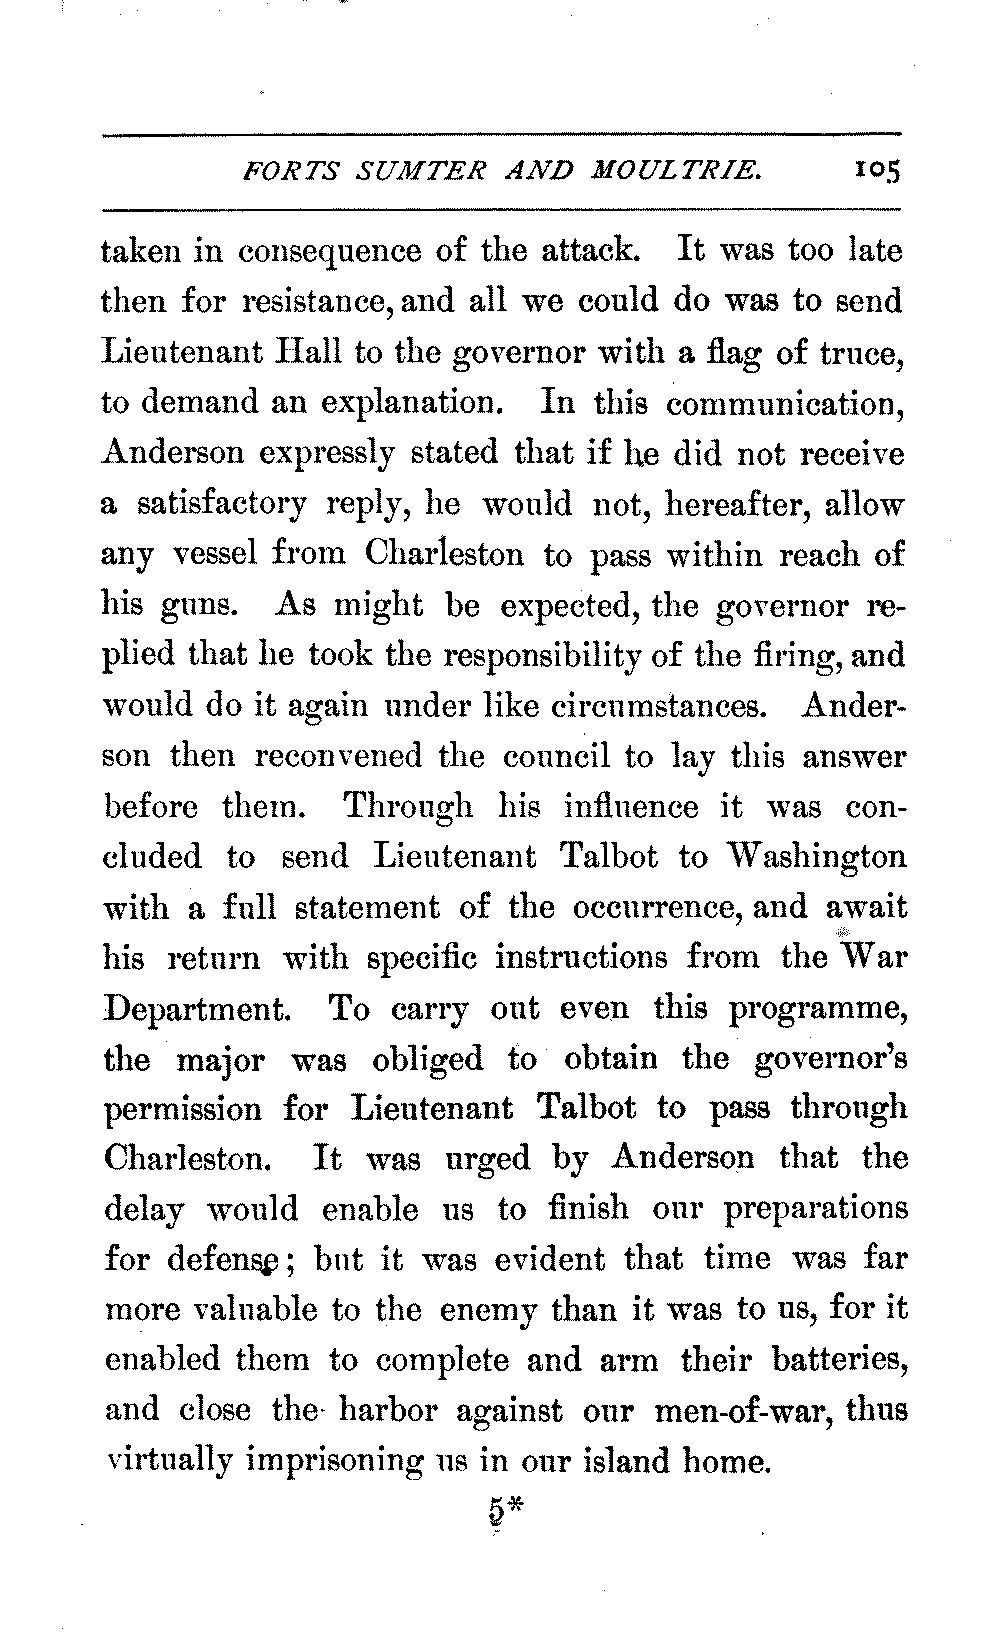 FORTS SUMTER AND MOULTRIE. 105
taken in consequence of the attack. It was too late
then for resistance, and all we could do was to send
Lieutenant Hall to the governor with a flag of truce,
to demand an explanation. In this communication,
Anderson expressly stated that if he did not receive
a satisfactory reply, he would not, hereafter, allow
any vessel from Charleston to pass within reach of
his guns. As might be expected, the governor re-
plied that he took the responsibility of the firing, and
would do it again under like circumstances. Ander-
son then reconvened the council to lay this answer
before them. Through his influence it was con-
cluded to send Lieutenant Talbot to Washington
with a full statement of the occurrence, and await
his return with specific instructions from the War
Department. To carry out even this programme,
the major was obliged to obtain the governor's
permission for Lieutenant Talbot to pass through
Charleston. It was urged by Anderson that the
delay would enable us to finish our preparations
for defense; but it was evident that time was far
more valuable to the enemy than it was to us, for it
enabled them to complete and arm their batteries,
and close the harbor against our men-of-war, thus
virtually imprisoning us in our island home.
5*